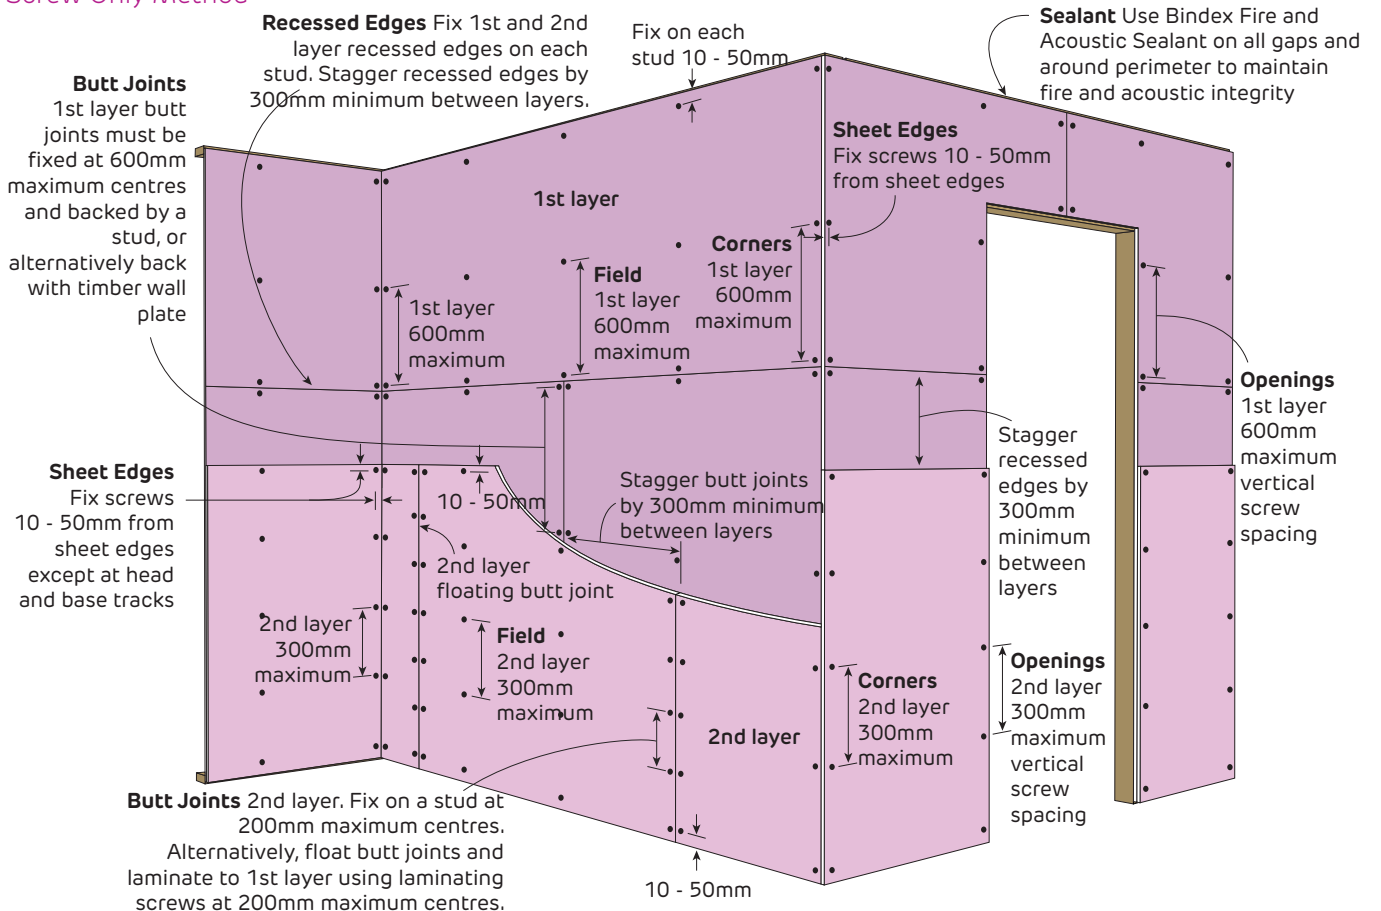 Screw Only Method
Recessed Edges Fix 1st and 2nd
layer recessed edges on each
stud. Stagger recessed edges by
300mm minimum between layers.
Fix on each
stud 10 - 50mm
Sealant Use Bindex Fire and
Acoustic Sealant on all gaps and
around perimeter to maintain
fire and acoustic integrity
Butt Joints
1st layer butt
joints must be
fixed at 600mm
maximum centres
and backed by a
stud, or
alternatively back
with timber wall
plate
Sheet Edges
Fix screws 10 - 50mm
from sheet edges
1st layer
Corners
1st layer
600mm
maximum
Field
1st layer
600mm
maximum
1st layer
600mm
maximum
Openings
1st layer
600mm
maximum
vertical
screw
spacing
Stagger
recessed
edges by
300mm
minimum
between
layers
Sheet Edges
Fix screws
10 - 50mm from
sheet edges
except at head
and base tracks
10 - 50mm
Stagger butt joints
by 300mm minimum
between layers
2nd layer
floating butt joint
2nd layer
300mm
maximum
Field
2nd layer
300mm
maximum
2nd layer
Corners
2nd layer
300mm
maximum
Openings
2nd layer
300mm
maximum
vertical
screw
spacing
Butt Joints 2nd layer. Fix on a stud at
200mm maximum centres.
Alternatively, float butt joints and
laminate to 1st layer using laminating
screws at 200mm maximum centres.
10 - 50mm